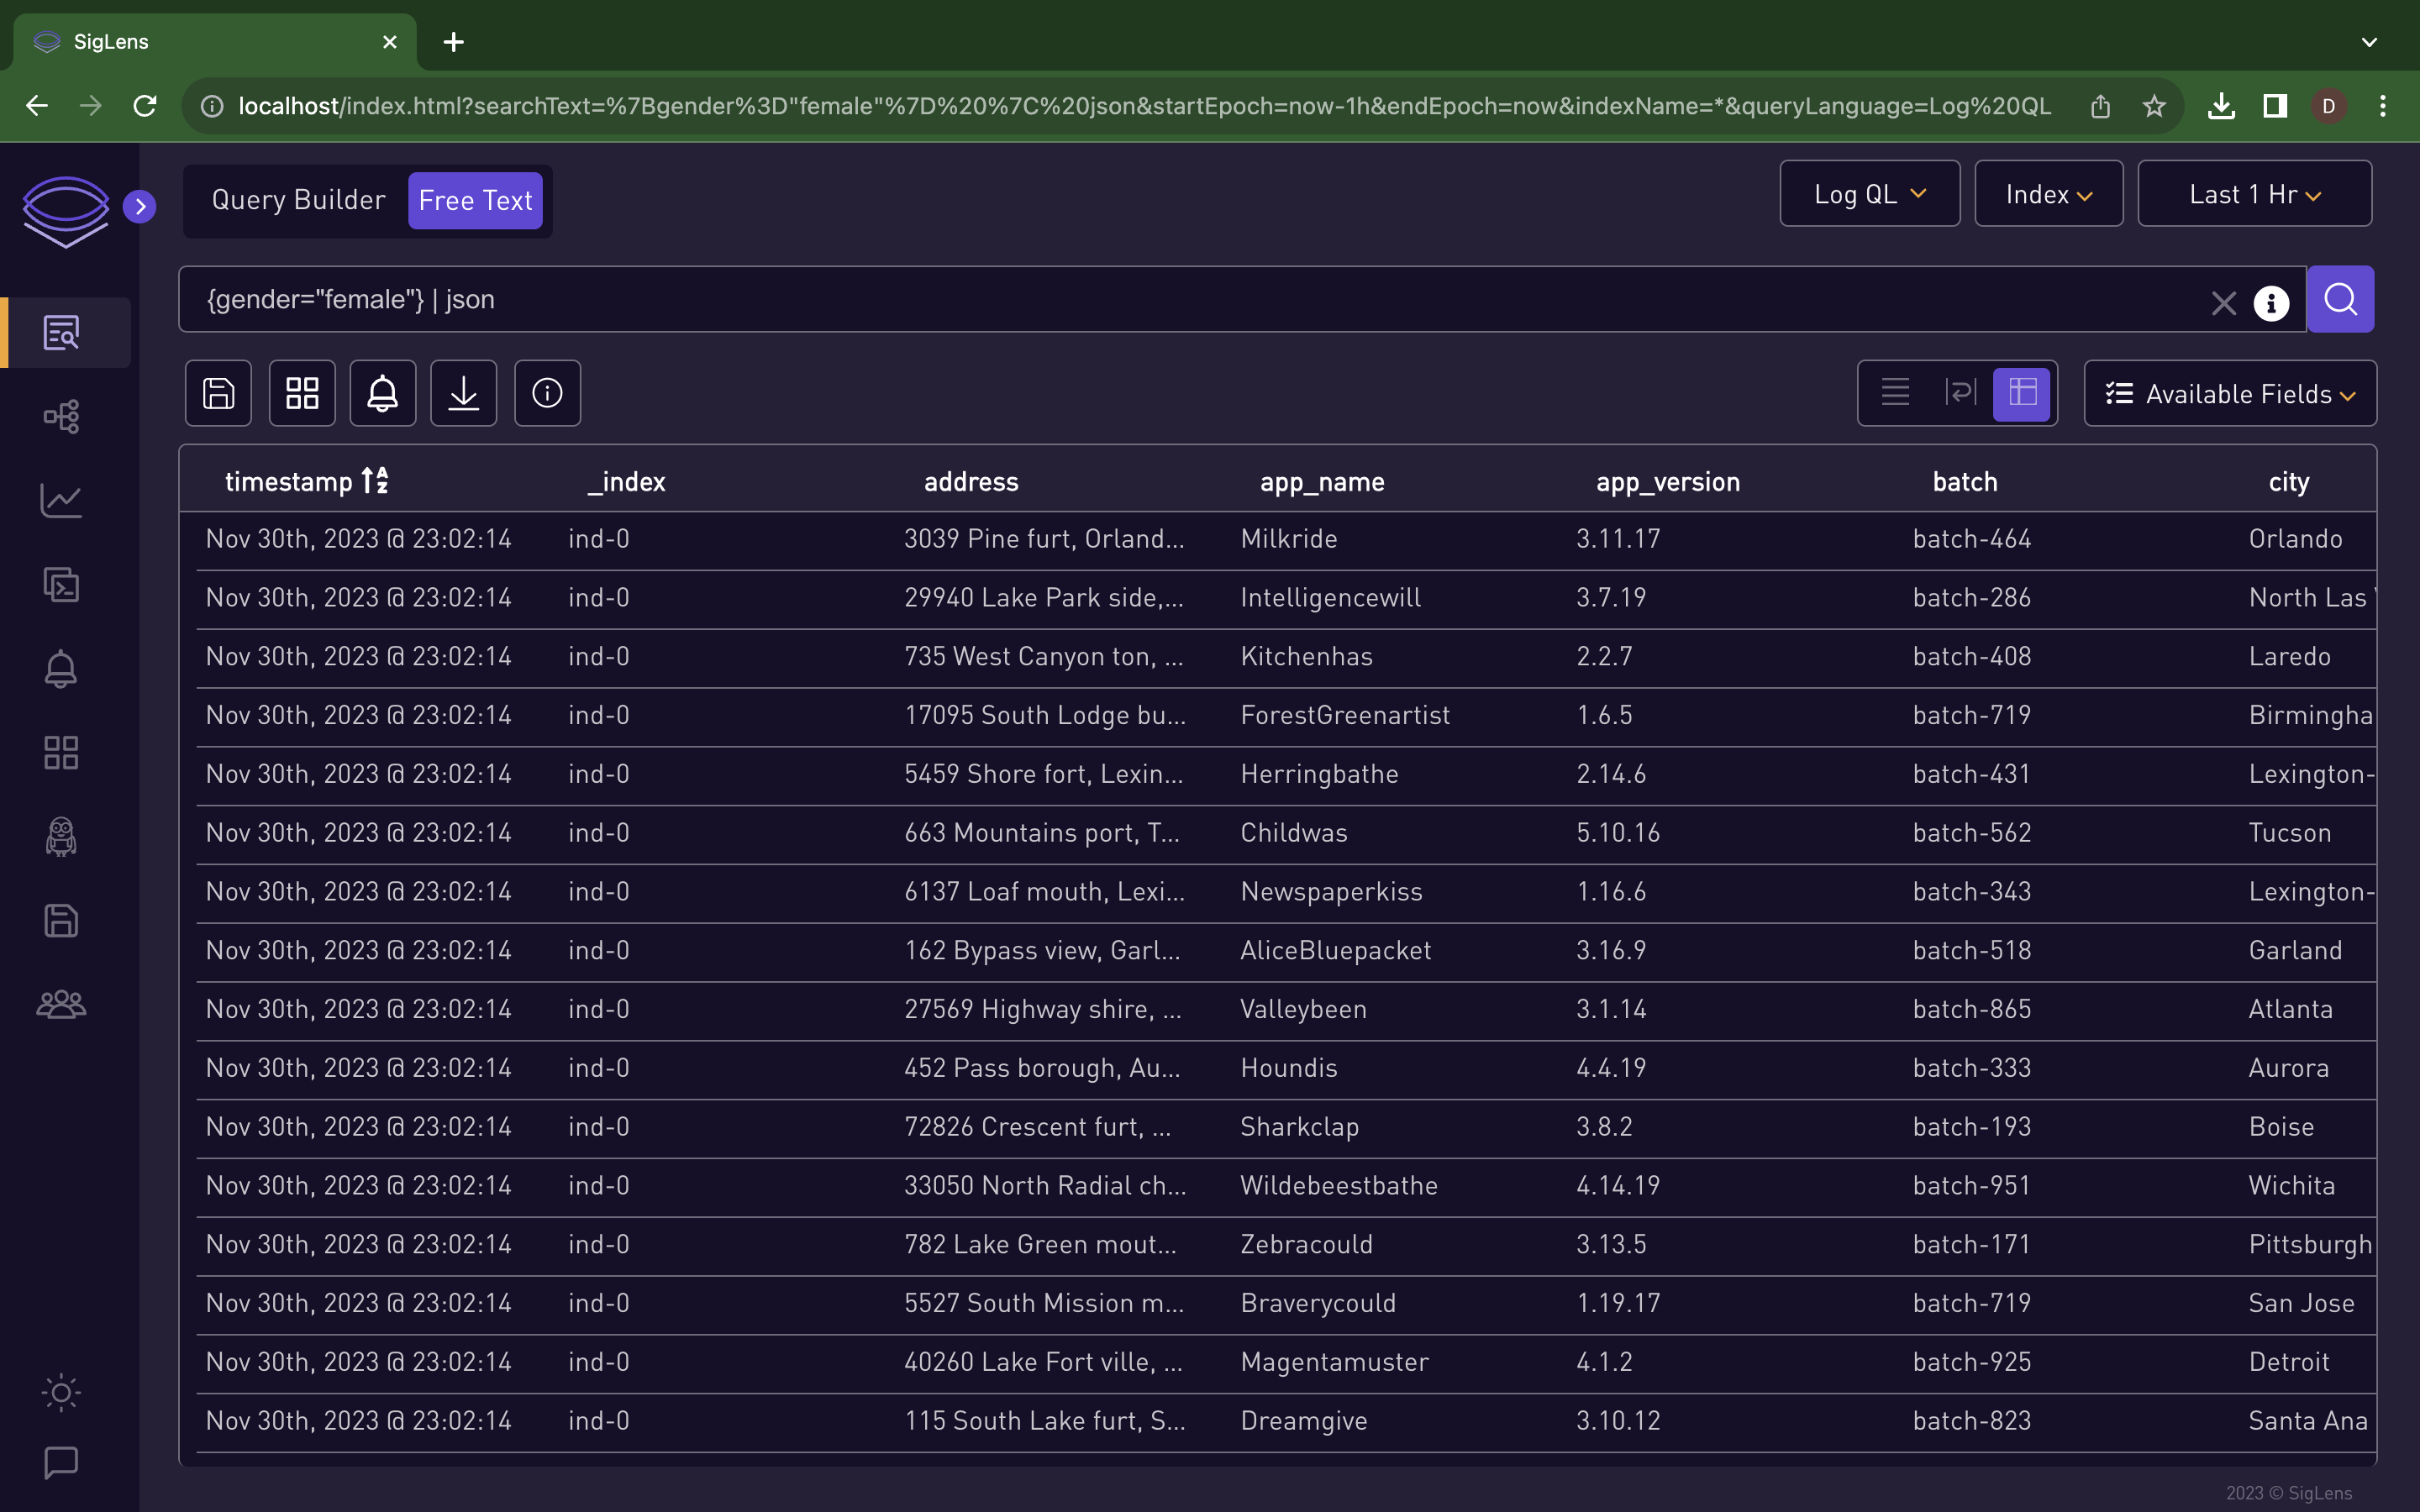 SigLens
localhost/index.html?searchText=%7Bgender%3D"female"%7D%20%7C%20json&startEpoch=now-1h&endEpoch=now&indexName=*&queryLanguage=Log%20QL
D
Query Builder Free Text Log QL Index Last 1 Hr
{gender="female"} | json
Available Fields
timestamp _index address app_name app_version batch city
Nov 30th, 2023 @ 23:02:14 ind-0 3039 Pine furt, Orland... Milkride 3.11.17 batch-464 Orlando
Nov 30th, 2023 @ 23:02:14 ind-0 29940 Lake Park side,... Intelligencewill 3.7.19 batch-286 North Las
Nov 30th, 2023 @ 23:02:14 ind-0 735 West Canyon ton, ... Kitchenhas 2.2.7 batch-408 Laredo
Nov 30th, 2023 @ 23:02:14 ind-0 17095 South Lodge bu... ForestGreenartist 1.6.5 batch-719 Birmingha
Nov 30th, 2023 @ 23:02:14 ind-0 5459 Shore fort, Lexin... Herringbathe 2.14.6 batch-431 Lexington-
Nov 30th, 2023 @ 23:02:14 ind-0 663 Mountains port, T... Childwas 5.10.16 batch-562 Tucson
Nov 30th, 2023 @ 23:02:14 ind-0 6137 Loaf mouth, Lexi... Newspaperkiss 1.16.6 batch-343 Lexington-
Nov 30th, 2023 @ 23:02:14 ind-0 162 Bypass view, Garl... AliceBluepacket 3.16.9 batch-518 Garland
Nov 30th, 2023 @ 23:02:14 ind-0 27569 Highway shire, ... Valleybeen 3.1.14 batch-865 Atlanta
Nov 30th, 2023 @ 23:02:14 ind-0 452 Pass borough, Au... Houndis 4.4.19 batch-333 Aurora
Nov 30th, 2023 @ 23:02:14 ind-0 72826 Crescent furt, ... Sharkclap 3.8.2 batch-193 Boise
Nov 30th, 2023 @ 23:02:14 ind-0 33050 North Radial ch... Wildebeestbathe 4.14.19 batch-951 Wichita
Nov 30th, 2023 @ 23:02:14 ind-0 782 Lake Green mout... Zebracould 3.13.5 batch-171 Pittsburgh
Nov 30th, 2023 @ 23:02:14 ind-0 5527 South Mission m... Braverycould 1.19.17 batch-719 San Jose
Nov 30th, 2023 @ 23:02:14 ind-0 40260 Lake Fort ville, ... Magentamuster 4.1.2 batch-925 Detroit
Nov 30th, 2023 @ 23:02:14 ind-0 115 South Lake furt, S... Dreamgive 3.10.12 batch-823 Santa Ana
2023 © SigLens